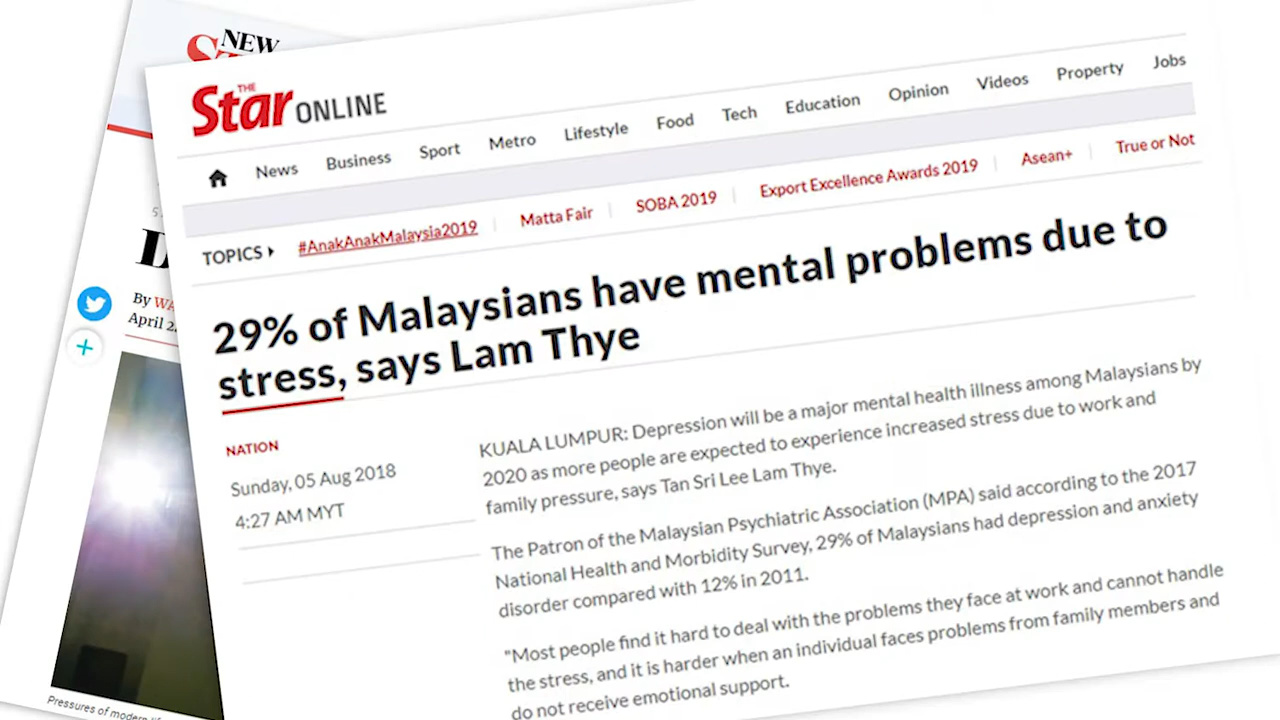 NEW
THE
Star ONLINE
News Business Sport Metro Lifestyle Food Tech Education Opinion Videos Property Jobs
TOPICS #AnakAnakMalaysia2019 Matta Fair SOBA 2019 Export Excellence Awards 2019 Asean+ True or Not
29% of Malaysians have mental problems due to
stress, says Lam Thye
NATION
Sunday, 05 Aug 2018
4:27 AM MYT
KUALA LUMPUR: Depression will be a major mental health illness among Malaysians by
2020 as more people are expected to experience increased stress due to work and
family pressure, says Tan Sri Lee Lam Thye.
The Patron of the Malaysian Psychiatric Association (MPA) said according to the 2017
National Health and Morbidity Survey, 29% of Malaysians had depression and anxiety
disorder compared with 12% in 2011.
"Most people find it hard to deal with the problems they face at work and cannot handle
the stress, and it is harder when an individual faces problems from family members and
do not receive emotional support.
By WA
April 2
Pressures of modern